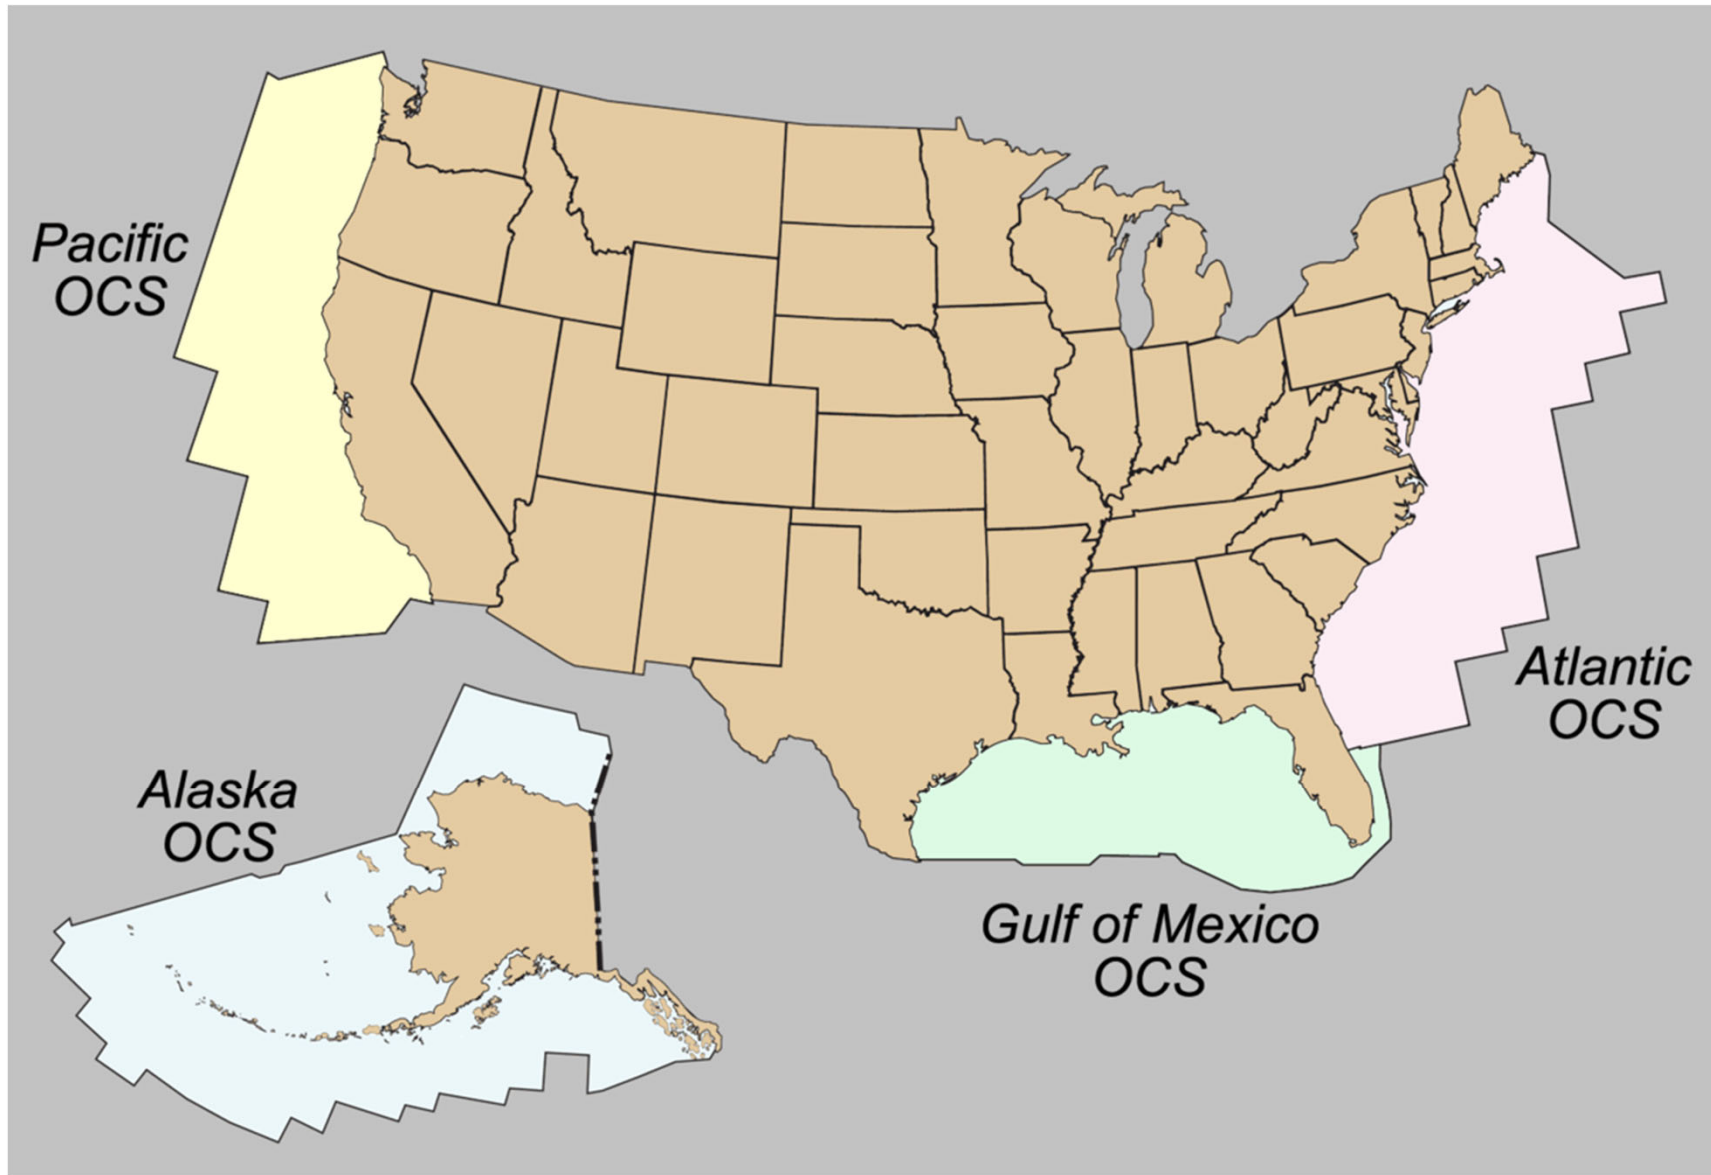 Pacific
OCS
Atlantic
OCS
Alaska
OCS
Gulf of Mexico
OCS